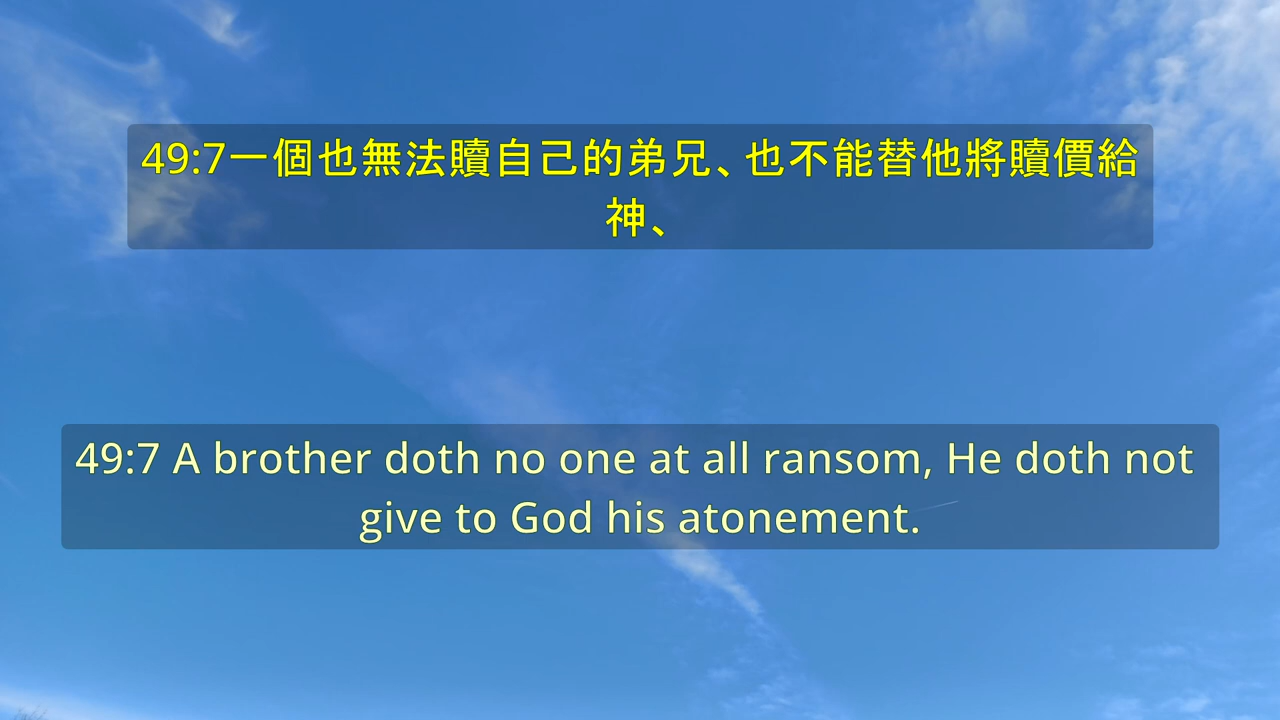 49:7一個也無法贖自己的弟兄、也不能替他將贖價給
神、
49:7 A brother doth no one at all ransom, He doth not
give to God his atonement.